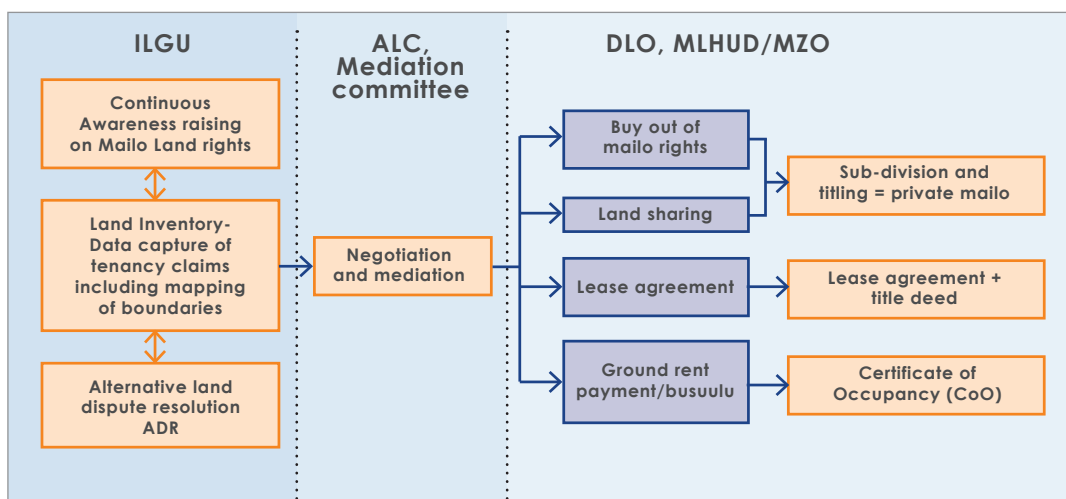 ILGU
Continuous
Awareness raising
on Mailo Land rights
Land Inventory-
Data capture of
tenancy claims
including mapping
of boundaries
Alternative land
dispute resolution
ADR
ALC,
Mediation
committee
Negotiation
and mediation
DLO, MLHUD/MZO
Buy out of
mailo rights
Land sharing
Lease agreement
Ground rent
payment/busuulu
Sub-division and
titling = private mailo
Lease agreement +
title deed
Certificate of
Occupancy (CoO)